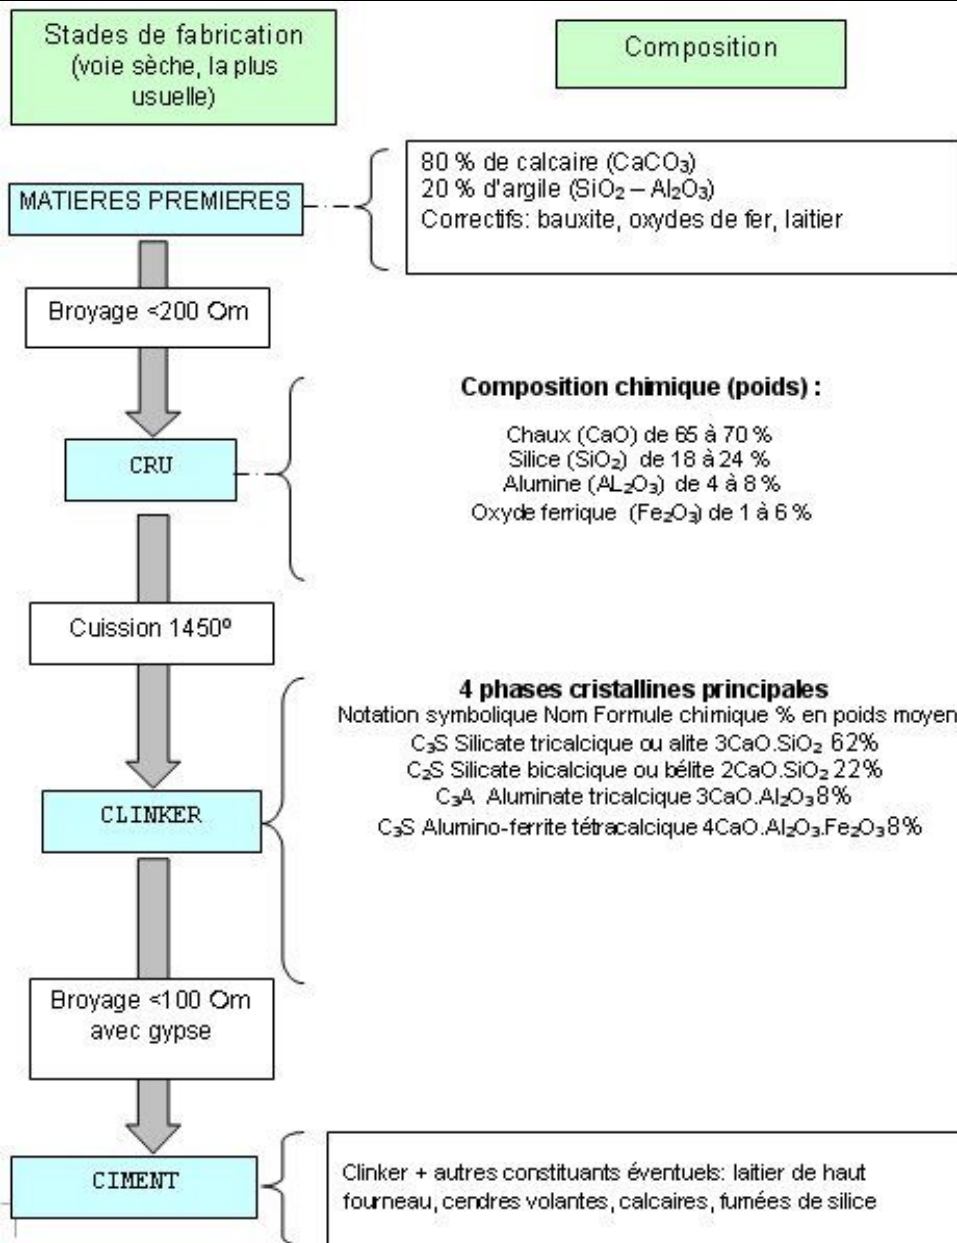 Stades de fabrication
(voie sèche, la plus
usuelle)
Composition
MATIERES PREMIERES
80 % de calcaire (CaCO₃)
20 % d'argile (SiO₂ – Al₂O₃)
Correctifs: bauxite, oxydes de fer, laitier
Broyage <200 Om
CRU
Composition chimique (poids) :
Chaux (CaO) de 65 à 70 %
Silice (SiO₂) de 18 à 24 %
Alumine (AL₂O₃) de 4 à 8 %
Oxyde ferrique (Fe₂O₃) de 1 à 6 %
Cuission 1450º
4 phases cristallines principales
Notation symbolique Nom Formule chimique % en poids moyen
C₃S Silicate tricalcique ou alite 3CaO.SiO₂ 62%
C₂S Silicate bicalcique ou bélite 2CaO.SiO₂ 22%
C₃A Aluminate tricalcique 3CaO.Al₂O₃ 8%
C₃S Alumino-ferrite tétracalcique 4CaO.Al₂O₃.Fe₂O₃ 8%
CLINKER
Broyage <100 Om
avec gypse
CIMENT
Clinker + autres constituants éventuels: laitier de haut
fourneau, cendres volantes, calcaires, fumées de silice